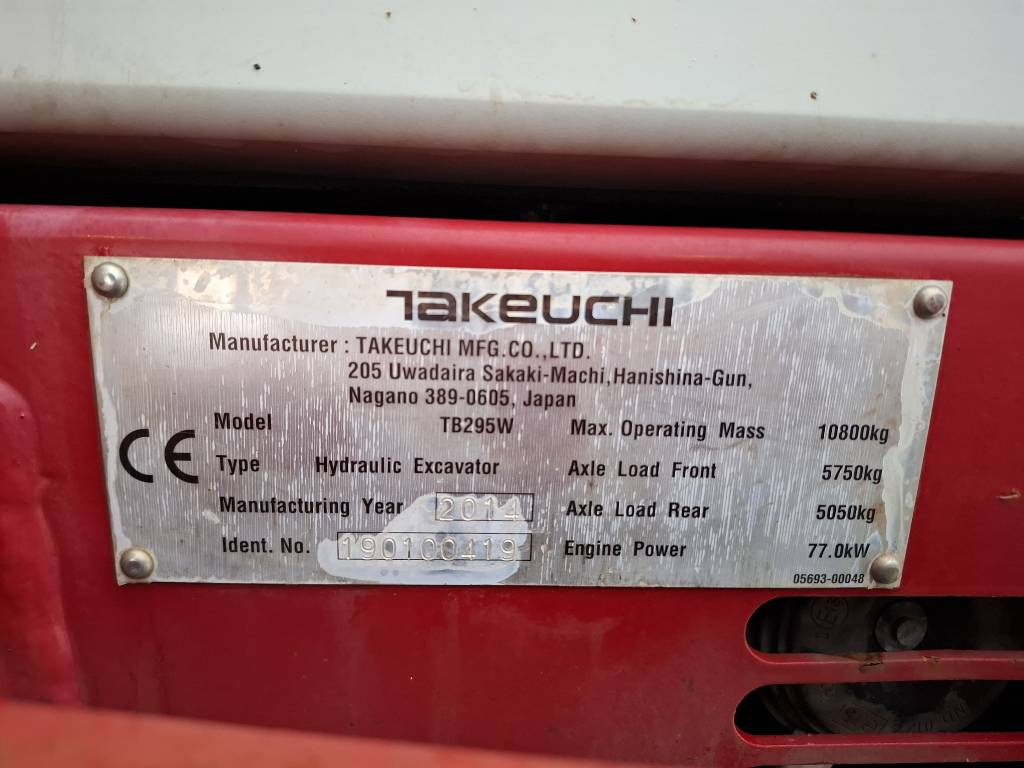 TAKEUCHI
Manufacturer : TAKEUCHI MFG.CO.,LTD.
205 Uwadaira Sakaki-Machi,Hanishina-Gun,
Nagano 389-0605, Japan
CE
Model TB295W Max. Operating Mass 10800kg
Type Hydraulic Excavator Axle Load Front 5750kg
Manufacturing Year 2014 Axle Load Rear 5050kg
Ident. No. 190100419 Engine Power 77.0kW
05693-00048